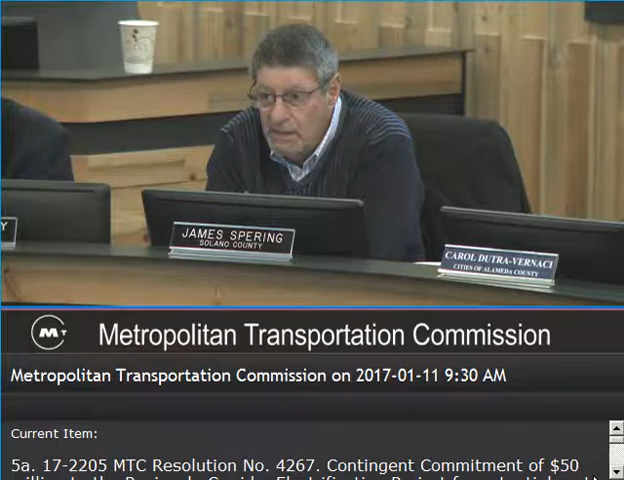 Y
JAMES SPERING
SOLANO COUNTY
CAROL DUTRA-VERNACI
CITIES OF ALAMEDA COUNTY
M T
Metropolitan Transportation Commission
Metropolitan Transportation Commission on 2017-01-11 9:30 AM
Current Item:
5a. 17-2205 MTC Resolution No. 4267. Contingent Commitment of $50